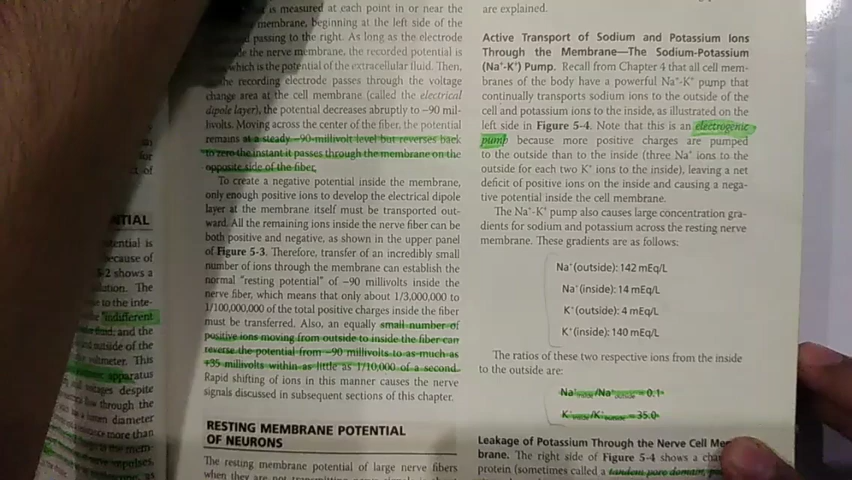 is measured at each point in or near the
membrane, beginning at the left side of the
passing to the right. As long as the electrode
the nerve membrane, the recorded potential is
which is the potential of the extracellular fluid. Then,
the recording electrode passes through the voltage
change area at the cell membrane (called the electrical
dipole layer), the potential decreases abruptly to −90 mil-
livolts. Moving across the center of the fiber, the potential
remains at a steady −90-millivolt level but reverses back
to zero the instant it passes through the membrane on the
opposite side of the fiber.
To create a negative potential inside the membrane,
only enough positive ions to develop the electrical dipole
layer at the membrane itself must be transported out-
ward. All the remaining ions inside the nerve fiber can be
both positive and negative, as shown in the upper panel
of Figure 5-3. Therefore, transfer of an incredibly small
number of ions through the membrane can establish the
normal "resting potential" of −90 millivolts inside the
nerve fiber, which means that only about 1/3,000,000 to
1/100,000,000 of the total positive charges inside the fiber
must be transferred. Also, an equally small number of
positive ions moving from outside to inside the fiber can
reverse the potential from −90 millivolts to as much as
+35 millivolts within as little as 1/10,000 of a second.
Rapid shifting of ions in this manner causes the nerve
signals discussed in subsequent sections of this chapter.
RESTING MEMBRANE POTENTIAL
OF NEURONS
The resting membrane potential of large nerve fibers
when they are not transmitting
are explained.
Active Transport of Sodium and Potassium Ions
Through the Membrane—The Sodium-Potassium
(Na⁺-K⁺) Pump. Recall from Chapter 4 that all cell mem-
branes of the body have a powerful Na⁺-K⁺ pump that
continually transports sodium ions to the outside of the
cell and potassium ions to the inside, as illustrated on the
left side in Figure 5-4. Note that this is an electrogenic
pump because more positive charges are pumped
to the outside than to the inside (three Na⁺ ions to the
outside for each two K⁺ ions to the inside), leaving a net
deficit of positive ions on the inside and causing a nega-
tive potential inside the cell membrane.
The Na⁺-K⁺ pump also causes large concentration gra-
dients for sodium and potassium across the resting nerve
membrane. These gradients are as follows:
Na⁺ (outside): 142 mEq/L
Na⁺ (inside): 14 mEq/L
K⁺ (outside): 4 mEq/L
K⁺ (inside): 140 mEq/L
The ratios of these two respective ions from the inside
to the outside are:
Na⁺inside/Na⁺outside = 0.1
K⁺inside/K⁺outside = 35.0
Leakage of Potassium Through the Nerve Cell
The right side of Figure 5-4 shows a
protein (sometimes called a tandem pore domain,